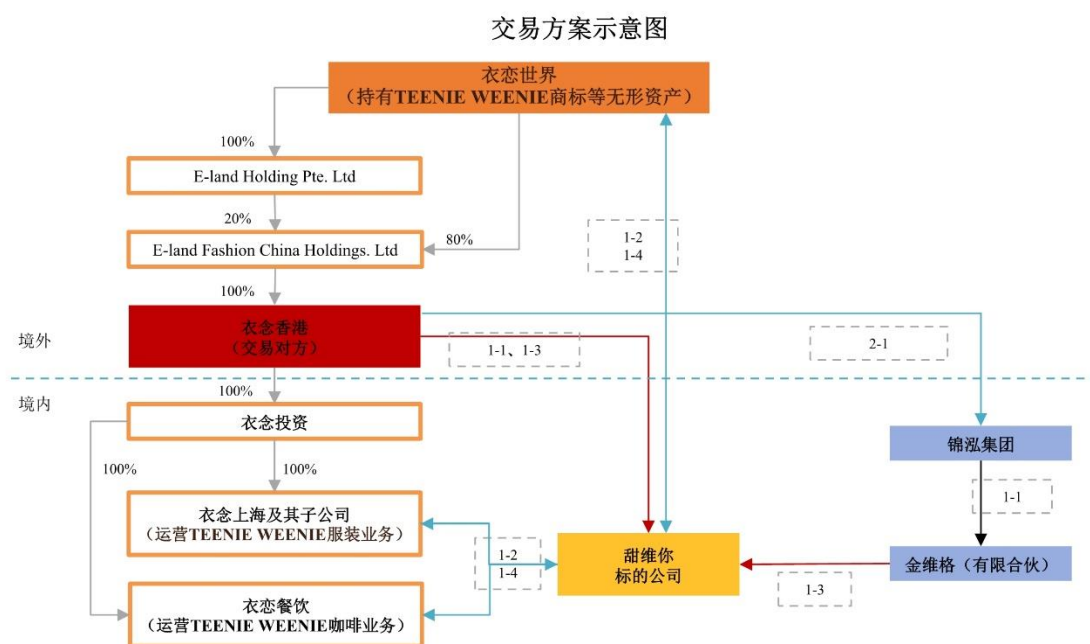 交易方案示意图
衣恋世界
（持有TEENIE WEENIE商标等无形资产）
100%
E-land Holding Pte. Ltd
20%
E-land Fashion China Holdings. Ltd
80%
1-2
1-4
100%
衣念香港
（交易对方）
境外
1-1、1-3
2-1
境内
100%
衣念投资
锦泓集团
100%
100%
1-1
衣念上海及其子公司
（运营TEENIE WEENIE服装业务）
1-2
1-4
甜维你
标的公司
金维格（有限合伙）
1-3
衣恋餐饮
（运营TEENIE WEENIE咖啡业务）